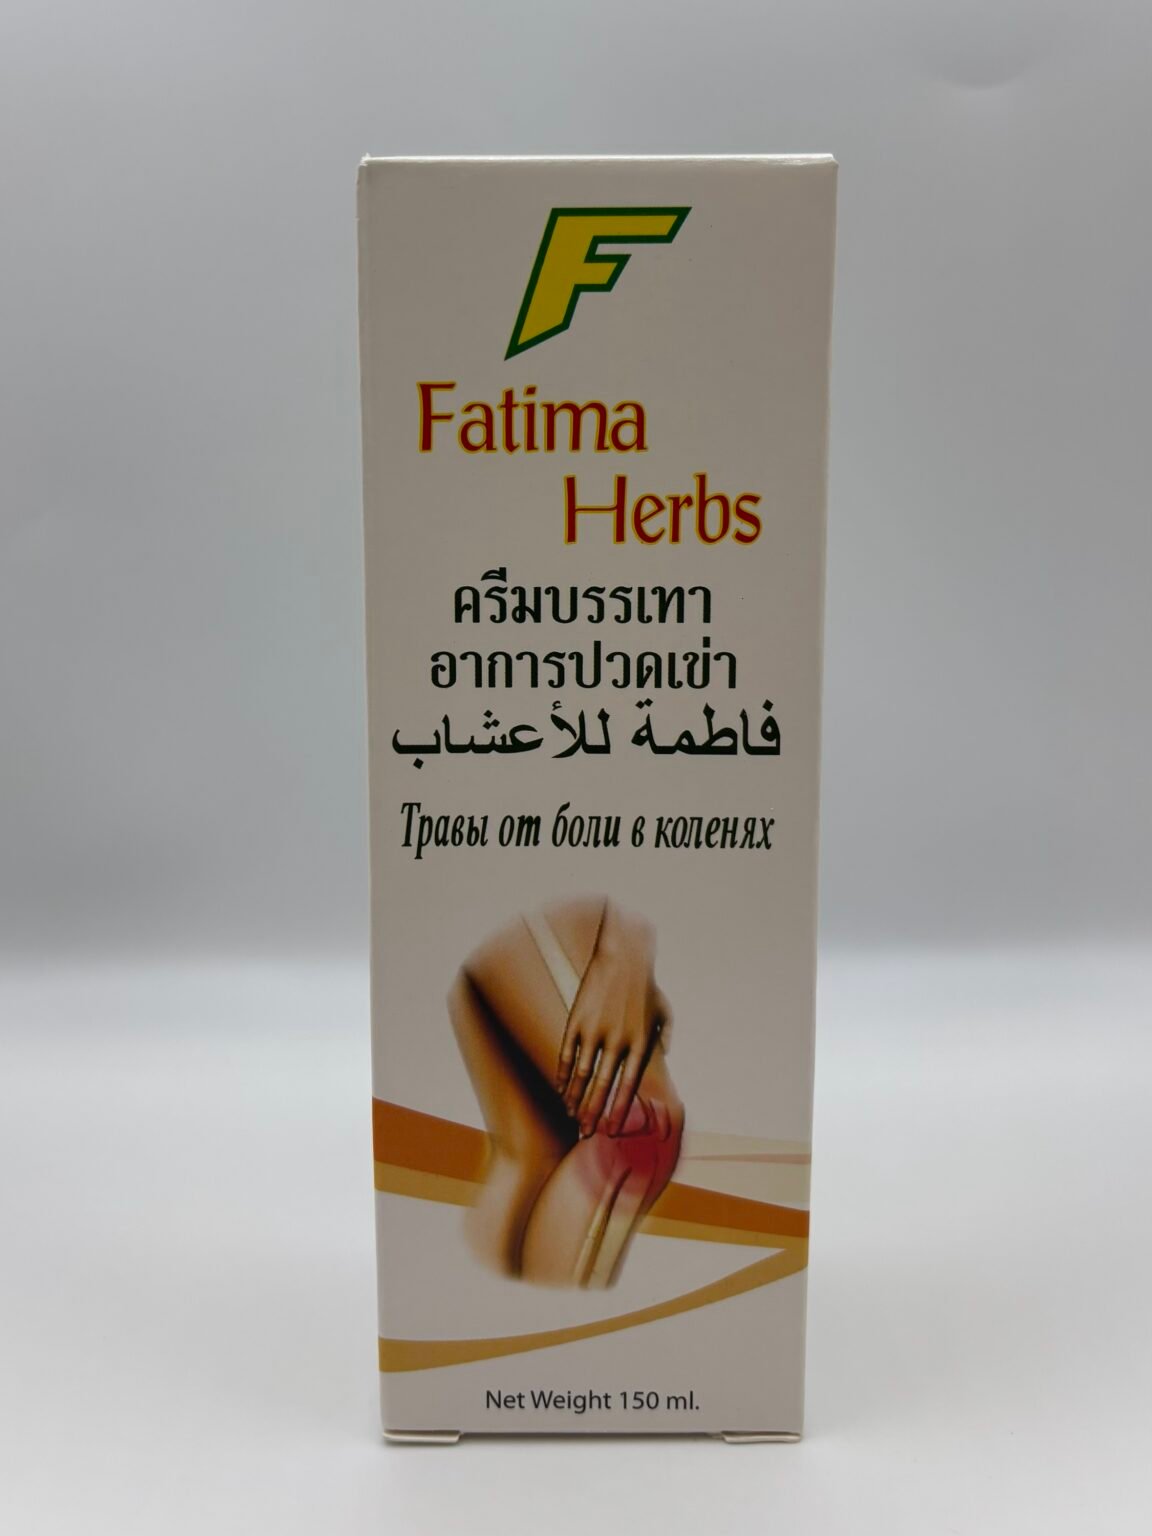 F
Fatima
Herbs
ครีมบรรเทา
อาการปวดเข่า
فاطمة للأعشاب
Травы от боли в коленях
Net Weight 150 ml.